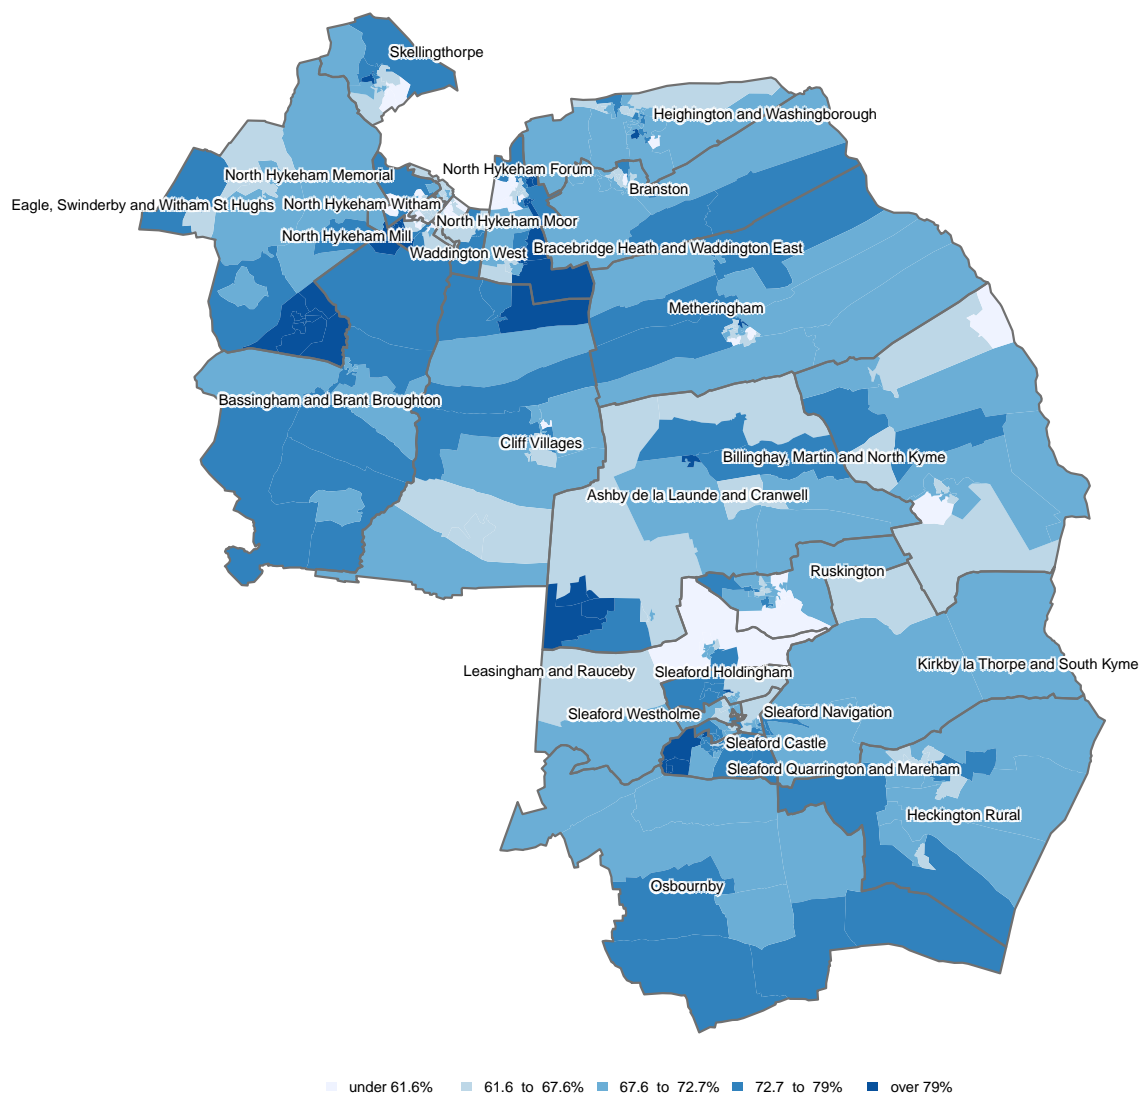 Skellingthorpe
Heighington and Washingborough
North Hykeham Forum
North Hykeham Memorial
Branston
Eagle, Swinderby and Witham St Hughs
North Hykeham Witham
North Hykeham Moor
North Hykeham Mill
Bracebridge Heath and Waddington East
Waddington West
Metheringham
Bassingham and Brant Broughton
Cliff Villages
Billinghay, Martin and North Kyme
Ashby de la Launde and Cranwell
Ruskington
Kirkby la Thorpe and South Kyme
Leasingham and Rauceby
Sleaford Holdingham
Sleaford Westholme
Sleaford Navigation
Sleaford Castle
Sleaford Quarrington and Mareham
Heckington Rural
Osbournby
under 61.6% 61.6 to 67.6% 67.6 to 72.7% 72.7 to 79% over 79%